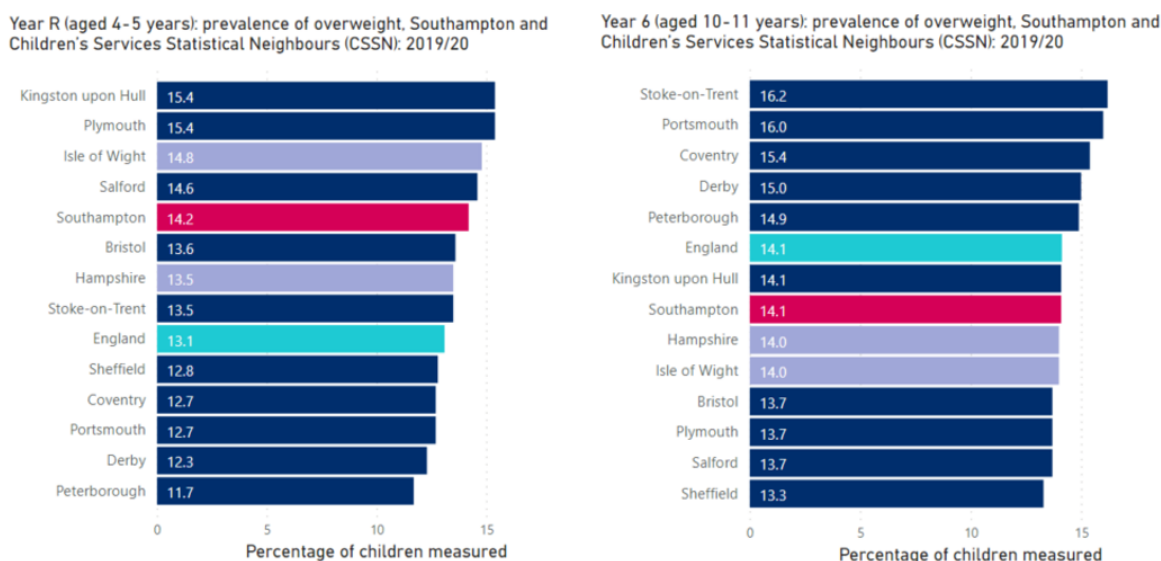 Year R (aged 4-5 years): prevalence of overweight, Southampton and
Children's Services Statistical Neighbours (CSSN): 2019/20
Kingston upon Hull 15.4
Plymouth 15.4
Isle of Wight 14.8
Salford 14.6
Southampton 14.2
Bristol 13.6
Hampshire 13.5
Stoke-on-Trent 13.5
England 13.1
Sheffield 12.8
Coventry 12.7
Portsmouth 12.7
Derby 12.3
Peterborough 11.7
0 5 10 15
Percentage of children measured
Year 6 (aged 10-11 years): prevalence of overweight, Southampton and
Children's Services Statistical Neighbours (CSSN): 2019/20
Stoke-on-Trent 16.2
Portsmouth 16.0
Coventry 15.4
Derby 15.0
Peterborough 14.9
England 14.1
Kingston upon Hull 14.1
Southampton 14.1
Hampshire 14.0
Isle of Wight 14.0
Bristol 13.7
Plymouth 13.7
Salford 13.7
Sheffield 13.3
0 5 10 15
Percentage of children measured